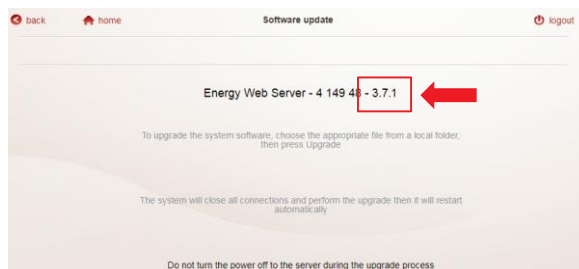 back home Software update logout
Energy Web Server - 4 149 48 - 3.7.1
To upgrade the system software, choose the appropriate file from a local folder,
then press Upgrade
The system will close all connections and perform the upgrade then it will restart
automatically
Do not turn the power off to the server during the upgrade process